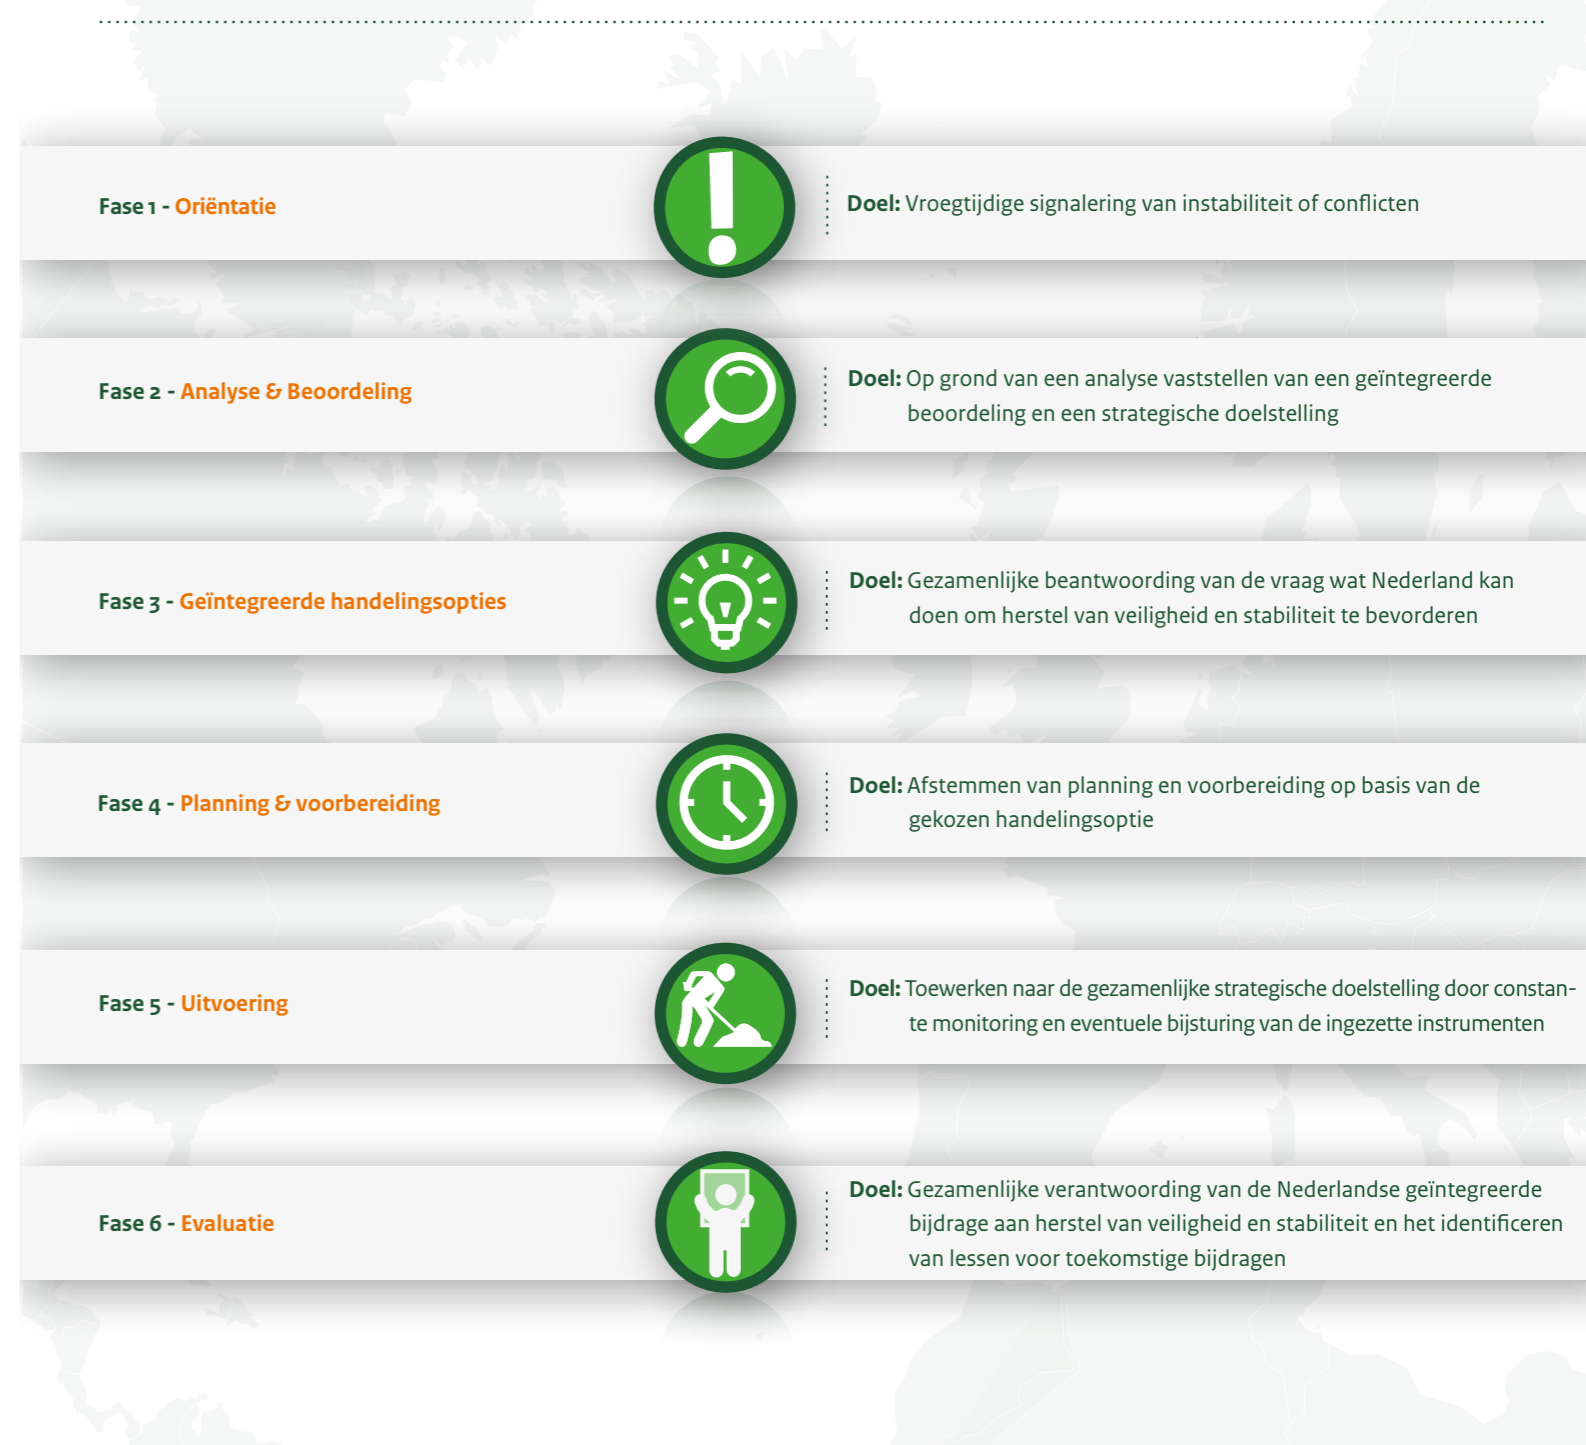 Fase 1 - Oriëntatie
Doel: Vroegtijdige signalering van instabiliteit of conflicten
Fase 2 - Analyse & Beoordeling
Doel: Op grond van een analyse vaststellen van een geïntegreerde
beoordeling en een strategische doelstelling
Fase 3 - Geïntegreerde handelingsopties
Doel: Gezamenlijke beantwoording van de vraag wat Nederland kan
doen om herstel van veiligheid en stabiliteit te bevorderen
Fase 4 - Planning & voorbereiding
Doel: Afstemmen van planning en voorbereiding op basis van de
gekozen handelingsoptie
Fase 5 - Uitvoering
Doel: Toewerken naar de gezamenlijke strategische doelstelling door constan-
te monitoring en eventuele bijsturing van de ingezette instrumenten
Fase 6 - Evaluatie
Doel: Gezamenlijke verantwoording van de Nederlandse geïntegreerde
bijdrage aan herstel van veiligheid en stabiliteit en het identificeren
van lessen voor toekomstige bijdragen